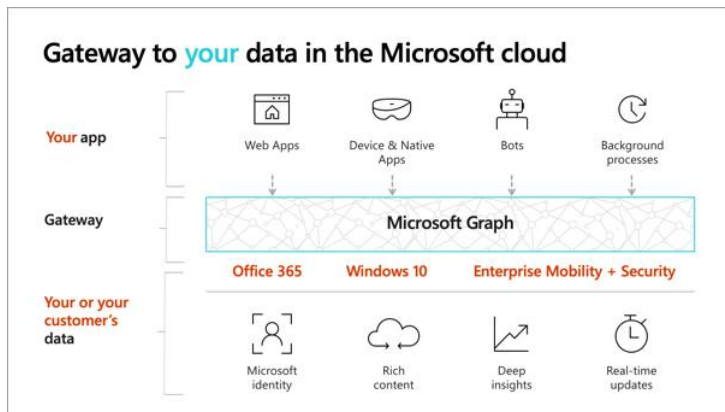 Gateway to your data in the Microsoft cloud
Your app
Web Apps
Device & Native
Apps
Bots
Background
processes
Gateway
Microsoft Graph
Office 365
Windows 10
Enterprise Mobility + Security
Your or your
customer's
data
Microsoft
identity
Rich
content
Deep
insights
Real-time
updates